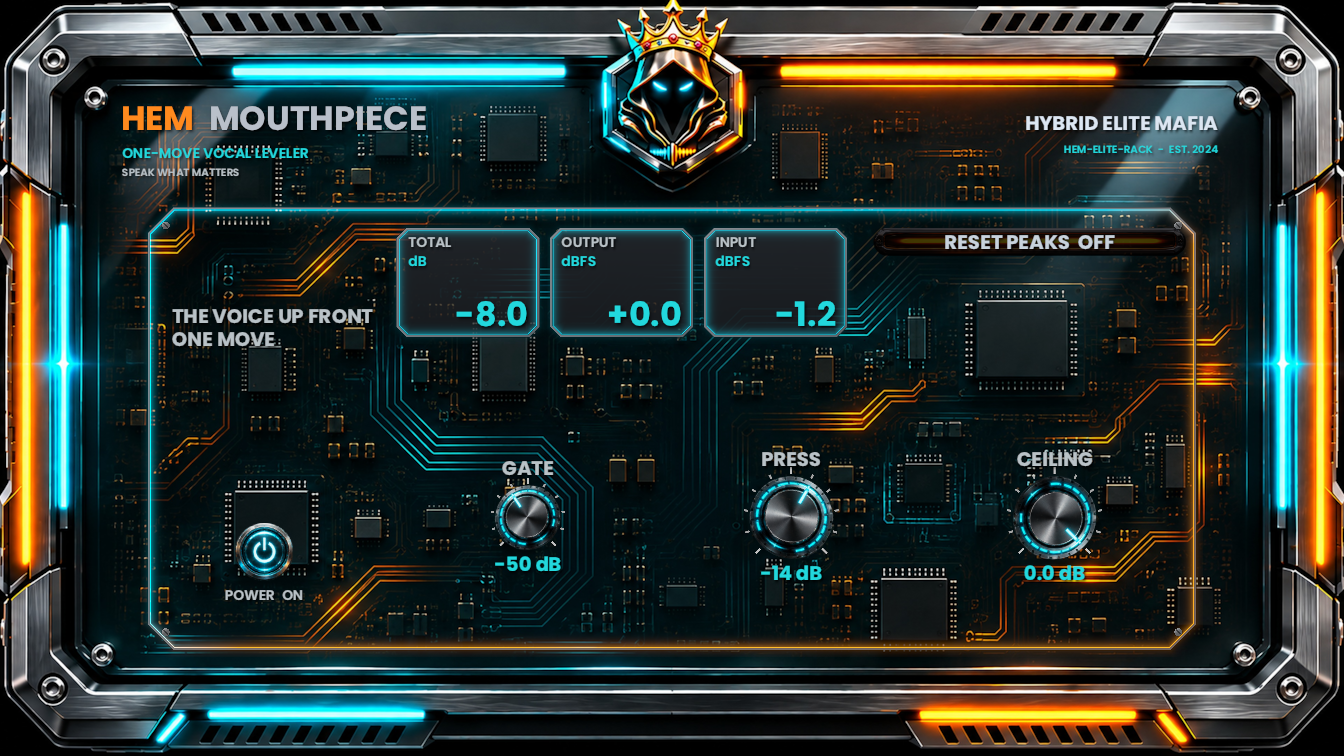 HEM MOUTHPIECE
ONE-MOVE VOCAL LEVELER
SPEAK WHAT MATTERS
HYBRID ELITE MAFIA
HEM-ELITE-RACK - EST. 2024
TOTAL
dB
-8.0
OUTPUT
dBFS
+0.0
INPUT
dBFS
-1.2
RESET PEAKS OFF
THE VOICE UP FRONT
ONE MOVE
GATE
-50 dB
PRESS
-14 dB
CEILING
0.0 dB
POWER ON